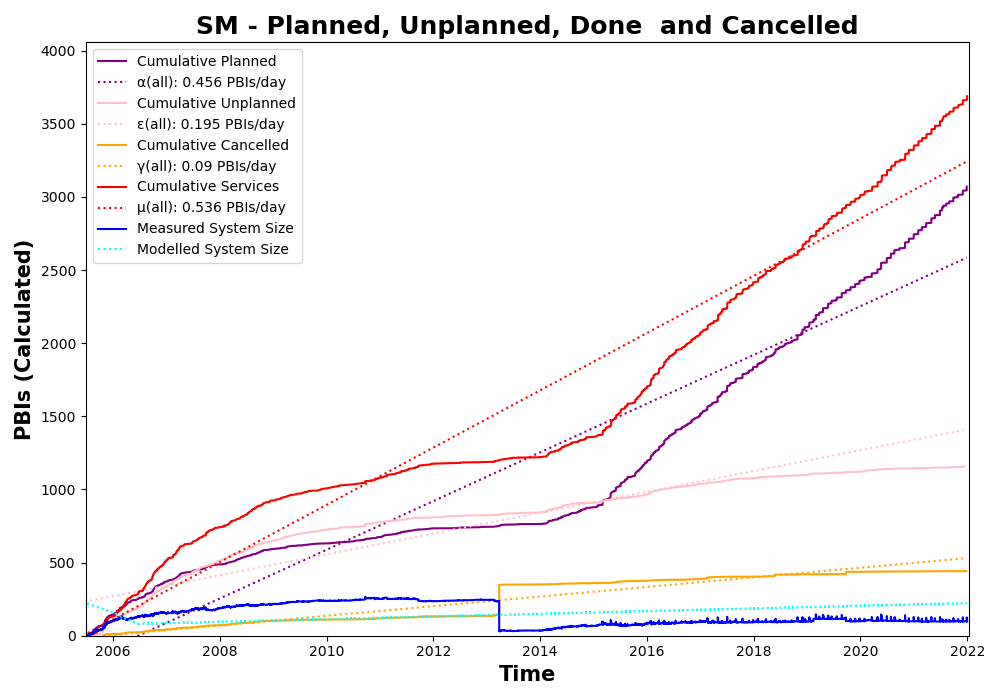 SM - Planned, Unplanned, Done  and Cancelled
PBIs (Calculated)
4000
3500
3000
2500
2000
1500
1000
500
0
Cumulative Planned
α(all): 0.456 PBIs/day
Cumulative Unplanned
ε(all): 0.195 PBIs/day
Cumulative Cancelled
γ(all): 0.09 PBIs/day
Cumulative Services
μ(all): 0.536 PBIs/day
Measured System Size
Modelled System Size
2006 2008 2010 2012 2014 2016 2018 2020 2022
Time